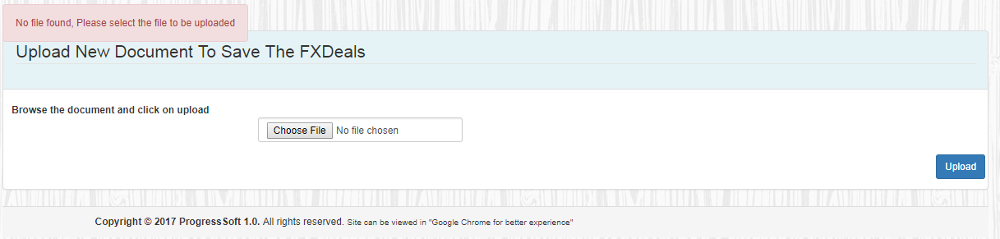 No file found, Please select the file to be uploaded
Upload New Document To Save The FXDeals
Browse the document and click on upload
Choose File No file chosen
Upload
Copyright © 2017 ProgressSoft 1.0. All rights reserved. Site can be viewed in "Google Chrome for better experience"